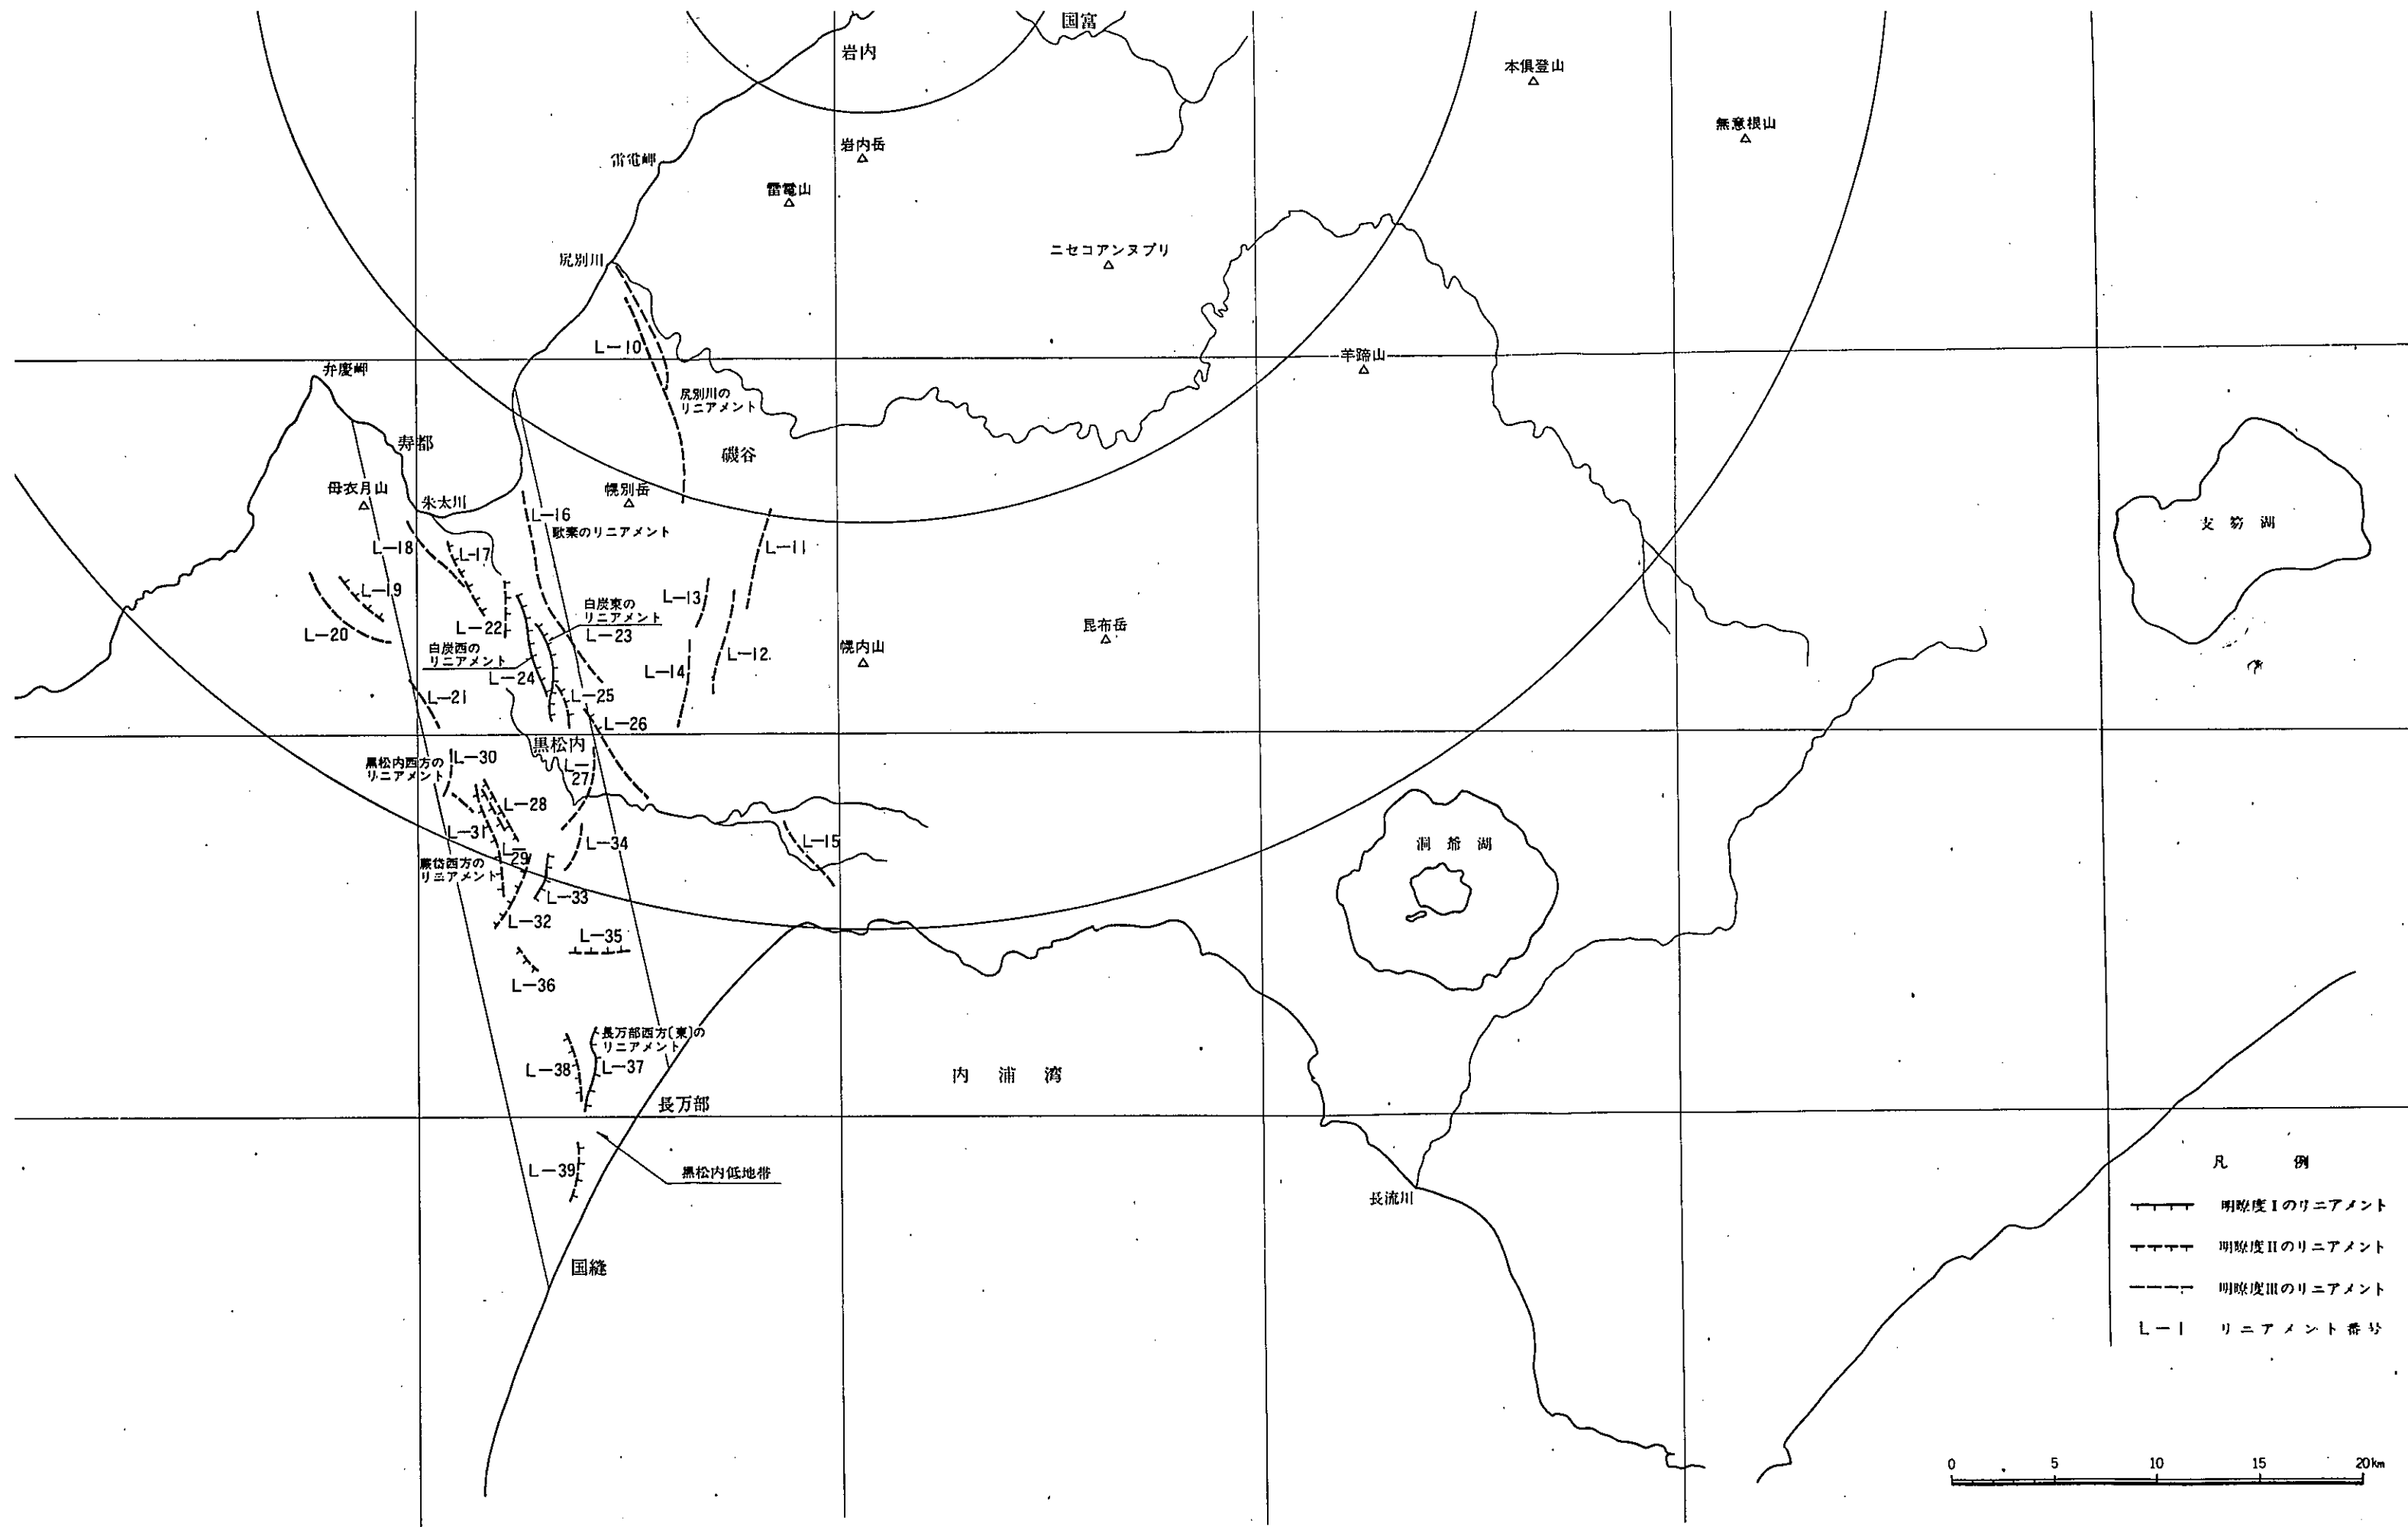 国富
岩内
本俱登山
無意根山
岩内岳
雷電岬
雷電山
ニセコアンヌプリ
尻別川
L-10
羊蹄山
弁慶岬
尻別川の
リニアメント
寿都
磯谷
母衣月山
朱太川
幌別岳
L-16
歌棄のリニアメント
支笏湖
L-18
L-17
L-11
L-19
L-13
白炭東の
リニアメント
L-20
L-22
L-23
昆布岳
白炭西の
リニアメント
幌内山
L-12
L-14
L-24
L-25
L-21
L-26
黒松内
黒松内西方の
リニアメント
L-30
L-
27
L-28
L-31
L-34
L-15
洞爺湖
L-
29
蕨岱西方の
リニアメント
L-33
L-32
L-35
L-36
長万部西方〔東〕の
リニアメント
L-38
L-37
内浦湾
長万部
L-39
黒松内低地帯
長流川
国縫
凡例
明瞭度Iのリニアメント
明瞭度IIのリニアメント
明瞭度IIIのリニアメント
L-1 リニアメント番号
0 5 10 15 20km